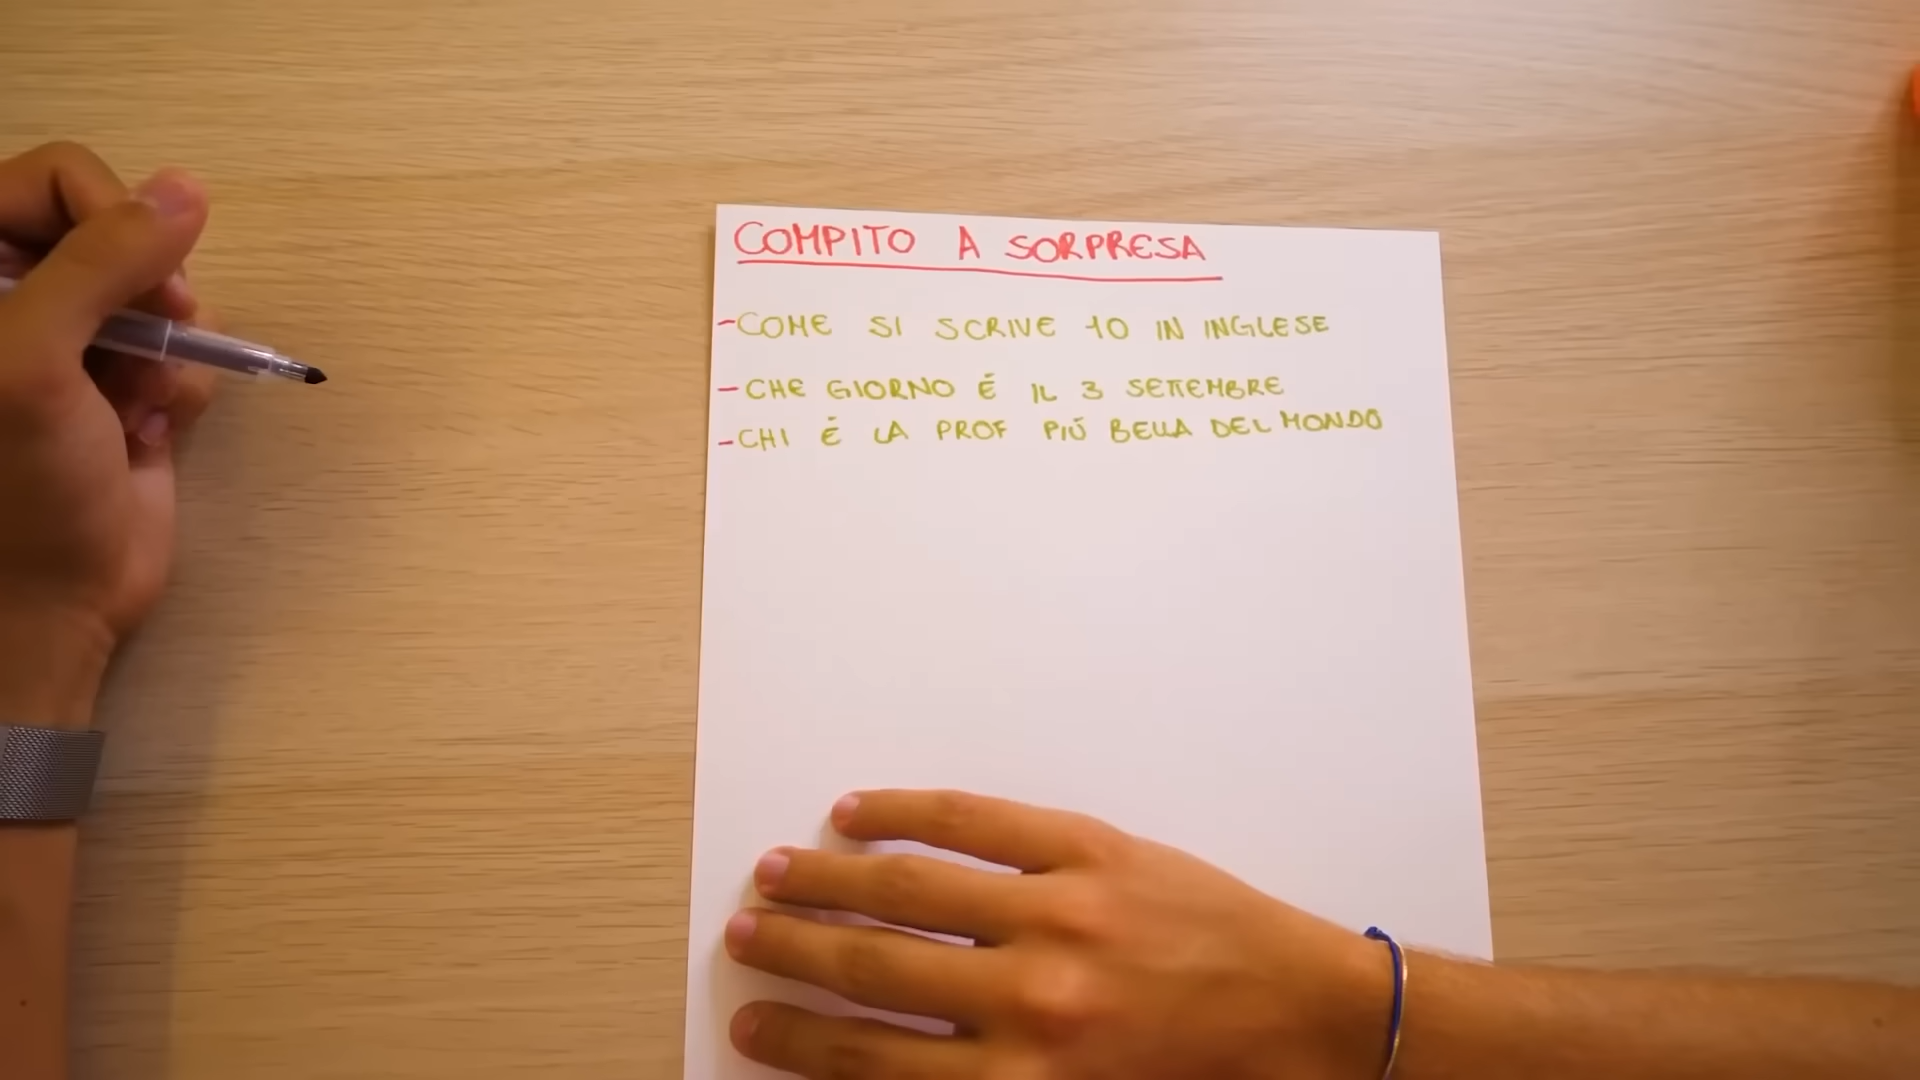 COMPITO A SORPRESA
-COME SI SCRIVE 10 IN INGLESE
-CHE GIORNO É IL 3 SETTEMBRE
-CHI É LA PROF PIÚ BELLA DEL MONDO